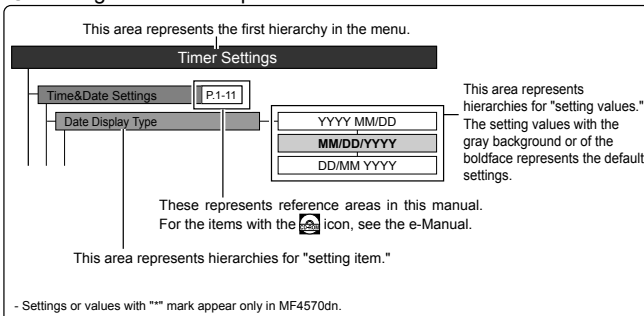 This area represents the first hierarchy in the menu.
Timer Settings
Time&Date Settings
P.1-11
Date Display Type
YYYY MM/DD
MM/DD/YYYY
DD/MM YYYY
This area represents
hierarchies for "setting values."
The setting values with the
gray background or of the
boldface represents the default
settings.
These represents reference areas in this manual.
For the items with the icon, see the e-Manual.
This area represents hierarchies for "setting item."
- Settings or values with "*" mark appear only in MF4570dn.